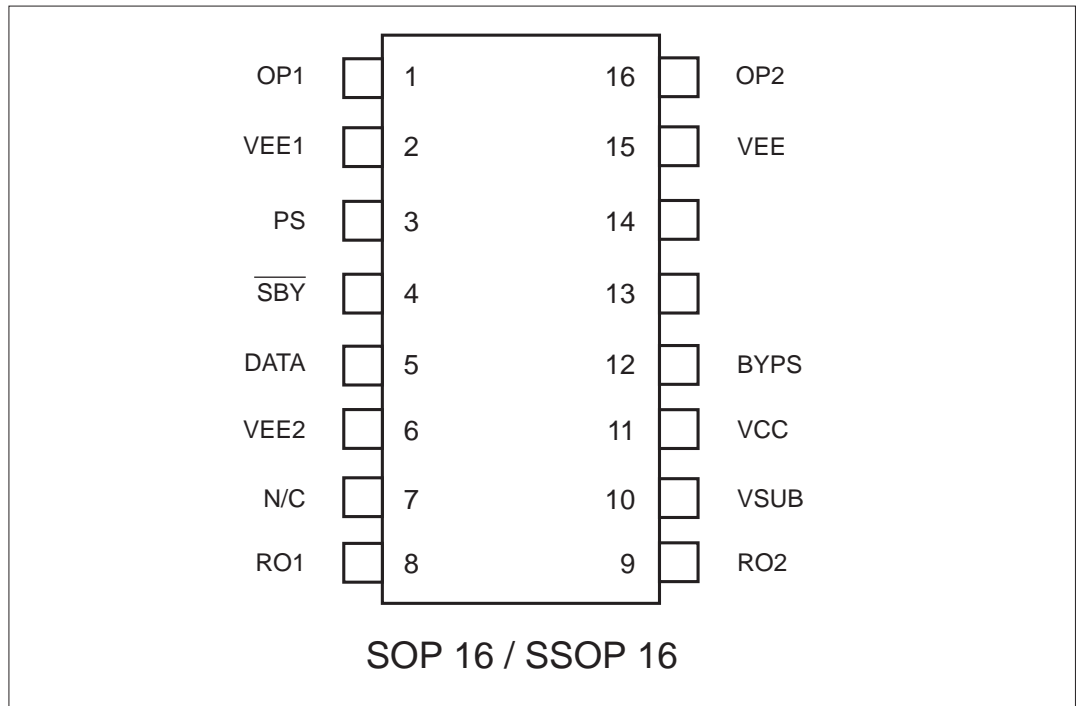 OP1 1 16 OP2
VEE1 2 15 VEE
PS 3 14
SBY 4 13
DATA 5 12 BYPS
VEE2 6 11 VCC
N/C 7 10 VSUB
RO1 8 9 RO2
SOP 16 / SSOP 16